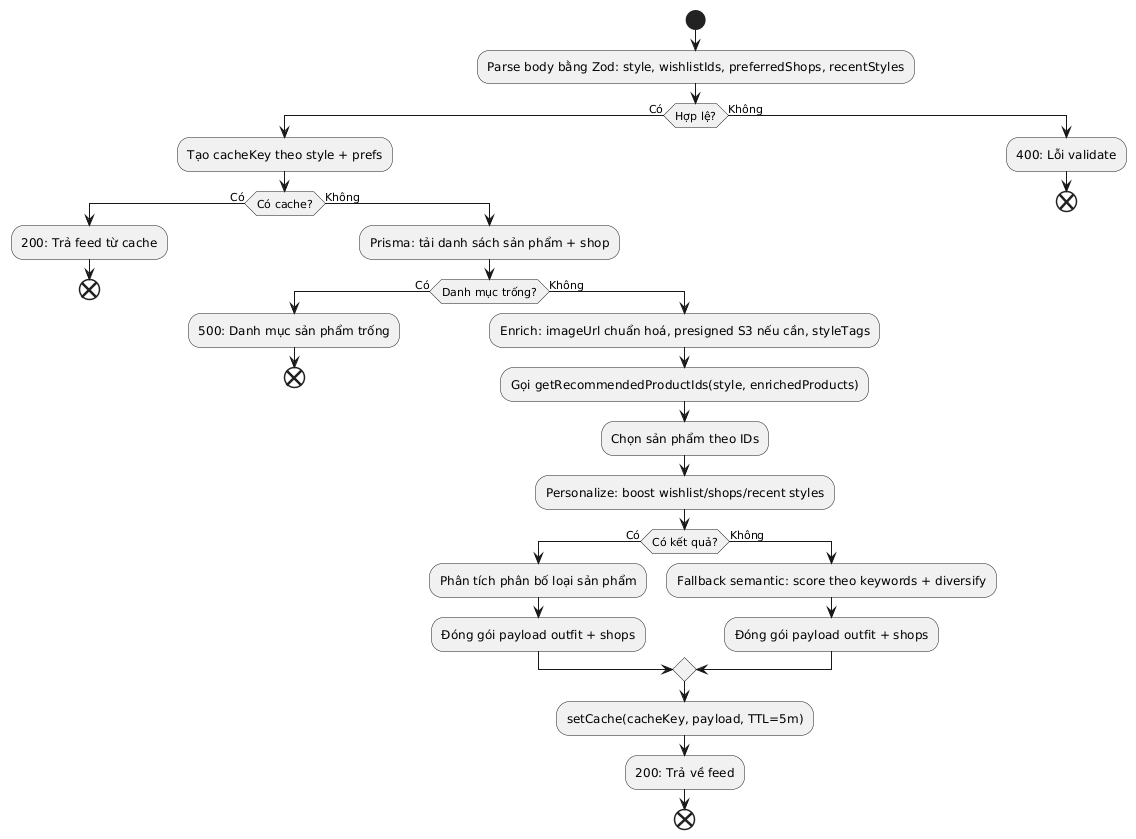 Parse body bằng Zod: style, wishlistIds, preferredShops, recentStyles
Có
Hợp lệ?
Không
Tạo cacheKey theo style + prefs
400: Lỗi validate
Có
Có cache?
Không
200: Trả feed từ cache
Prisma: tải danh sách sản phẩm + shop
Có
Danh mục trống?
Không
500: Danh mục sản phẩm trống
Enrich: imageUrl chuẩn hoá, presigned S3 nếu cần, styleTags
Gọi getRecommendedProductIds(style, enrichedProducts)
Chọn sản phẩm theo IDs
Personalize: boost wishlist/shops/recent styles
Có
Có kết quả?
Không
Phân tích phân bố loại sản phẩm
Fallback semantic: score theo keywords + diversify
Đóng gói payload outfit + shops
Đóng gói payload outfit + shops
setCache(cacheKey, payload, TTL=5m)
200: Trả về feed